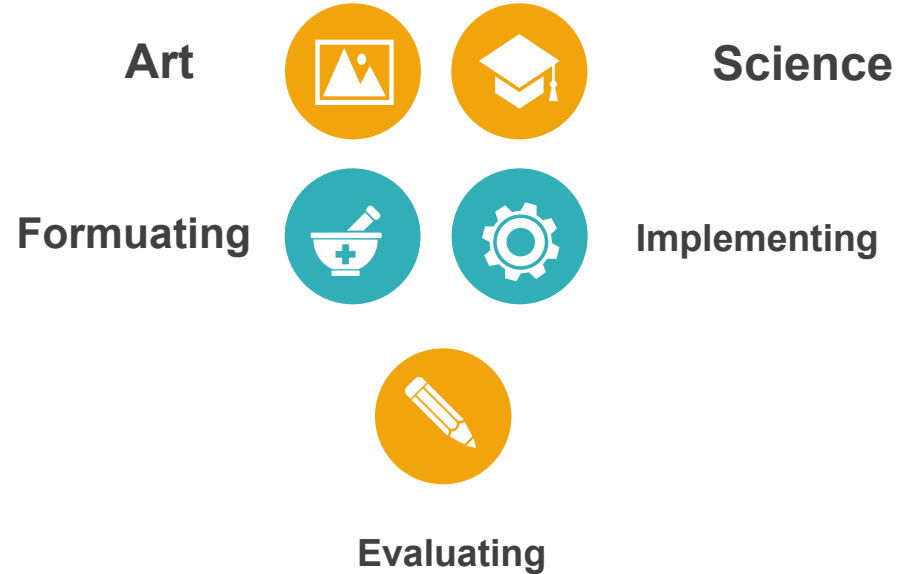 Art
Science
Formuating
Implementing
Evaluating